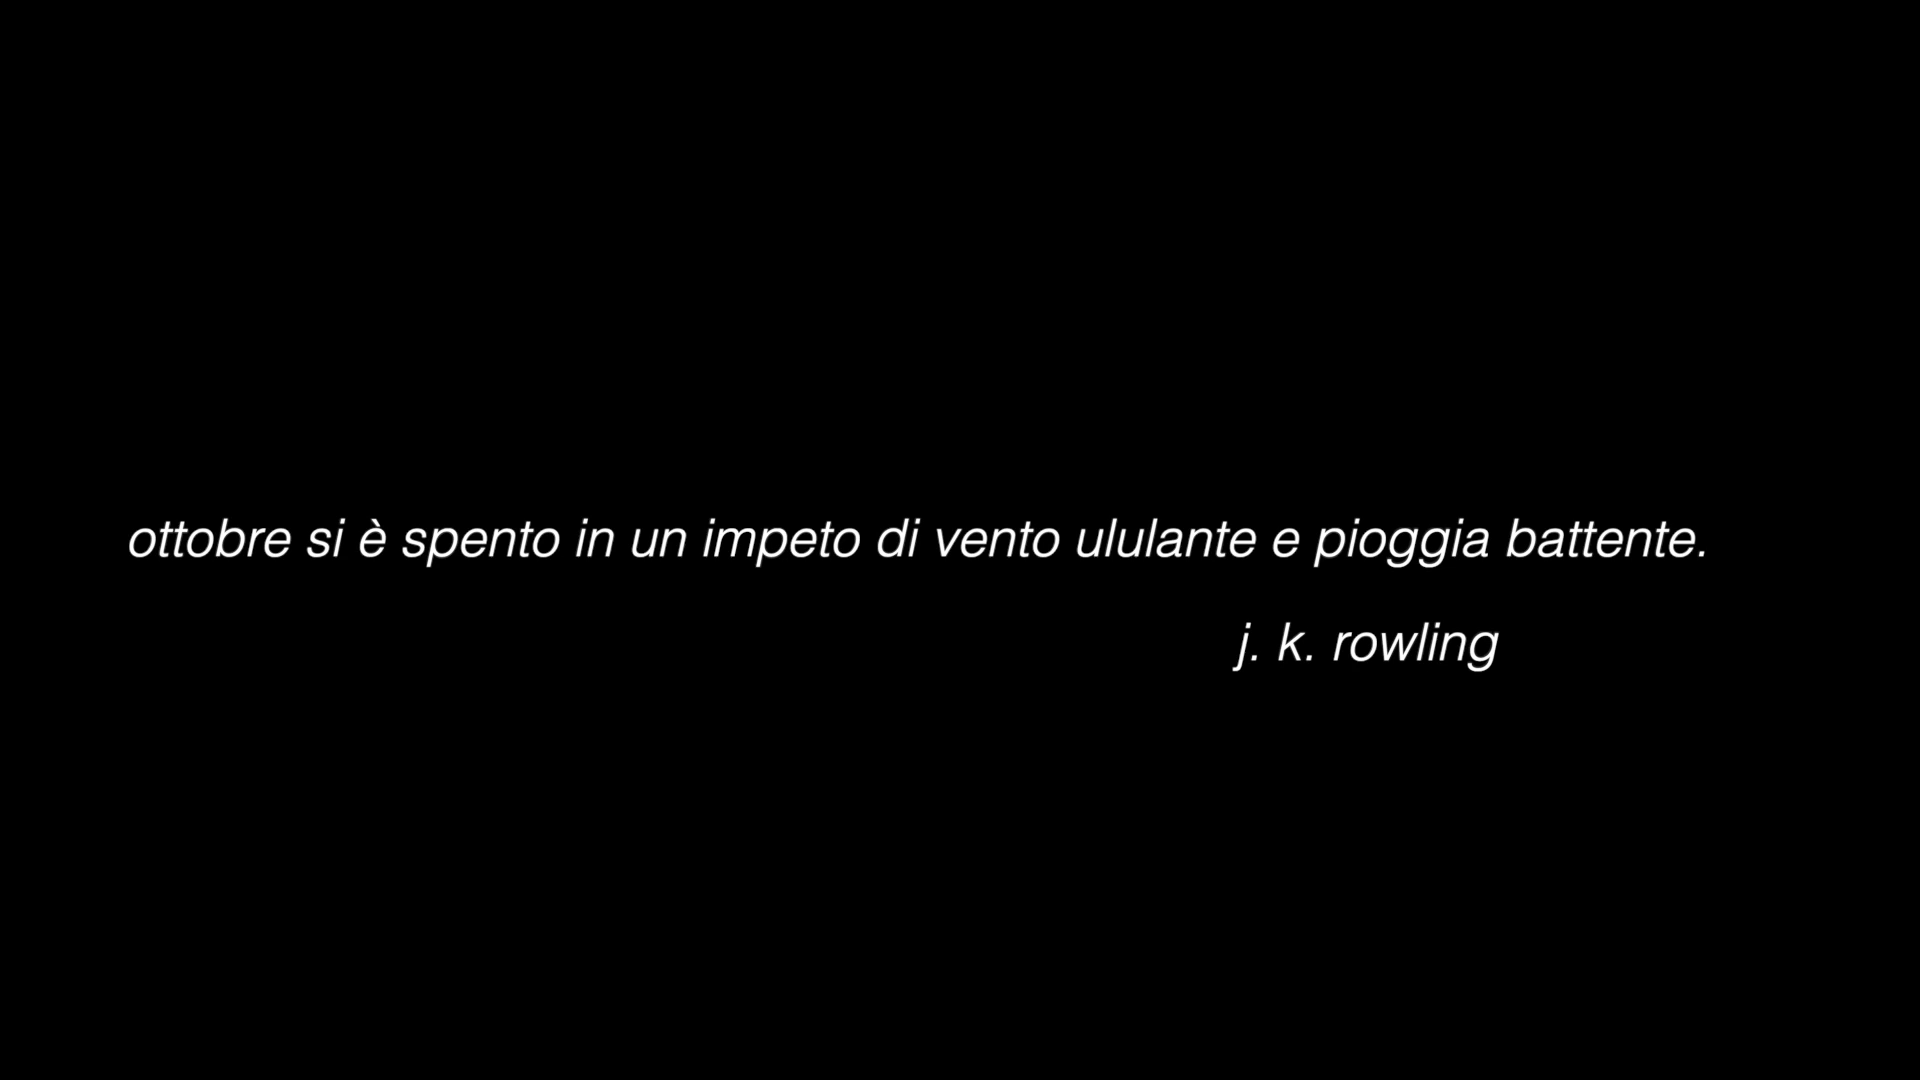 ottobre si è spento in un impeto di vento ululante e pioggia battente.
j. k. rowling